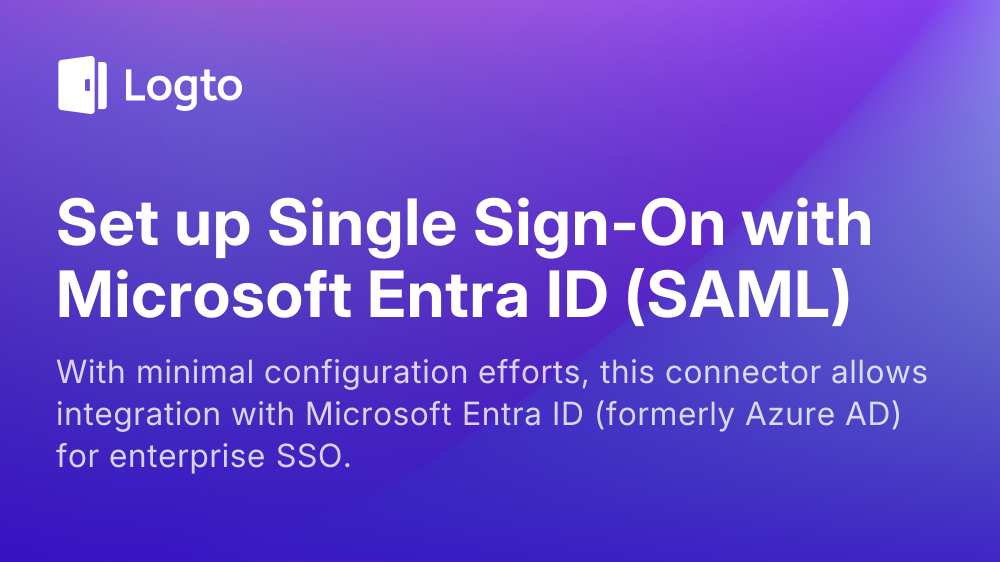 Logto
Set up Single Sign-On with
Microsoft Entra ID (SAML)
With minimal configuration efforts, this connector allows
integration with Microsoft Entra ID (formerly Azure AD)
for enterprise SSO.